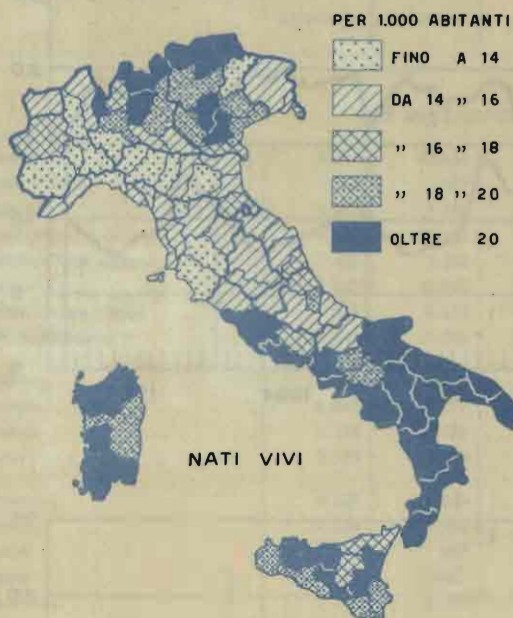 PER 1.000 ABITANTI
FINO A 14
DA 14 ,, 16
,, 16 ,, 18
,, 18 ,, 20
OLTRE 20
NATI VIVI